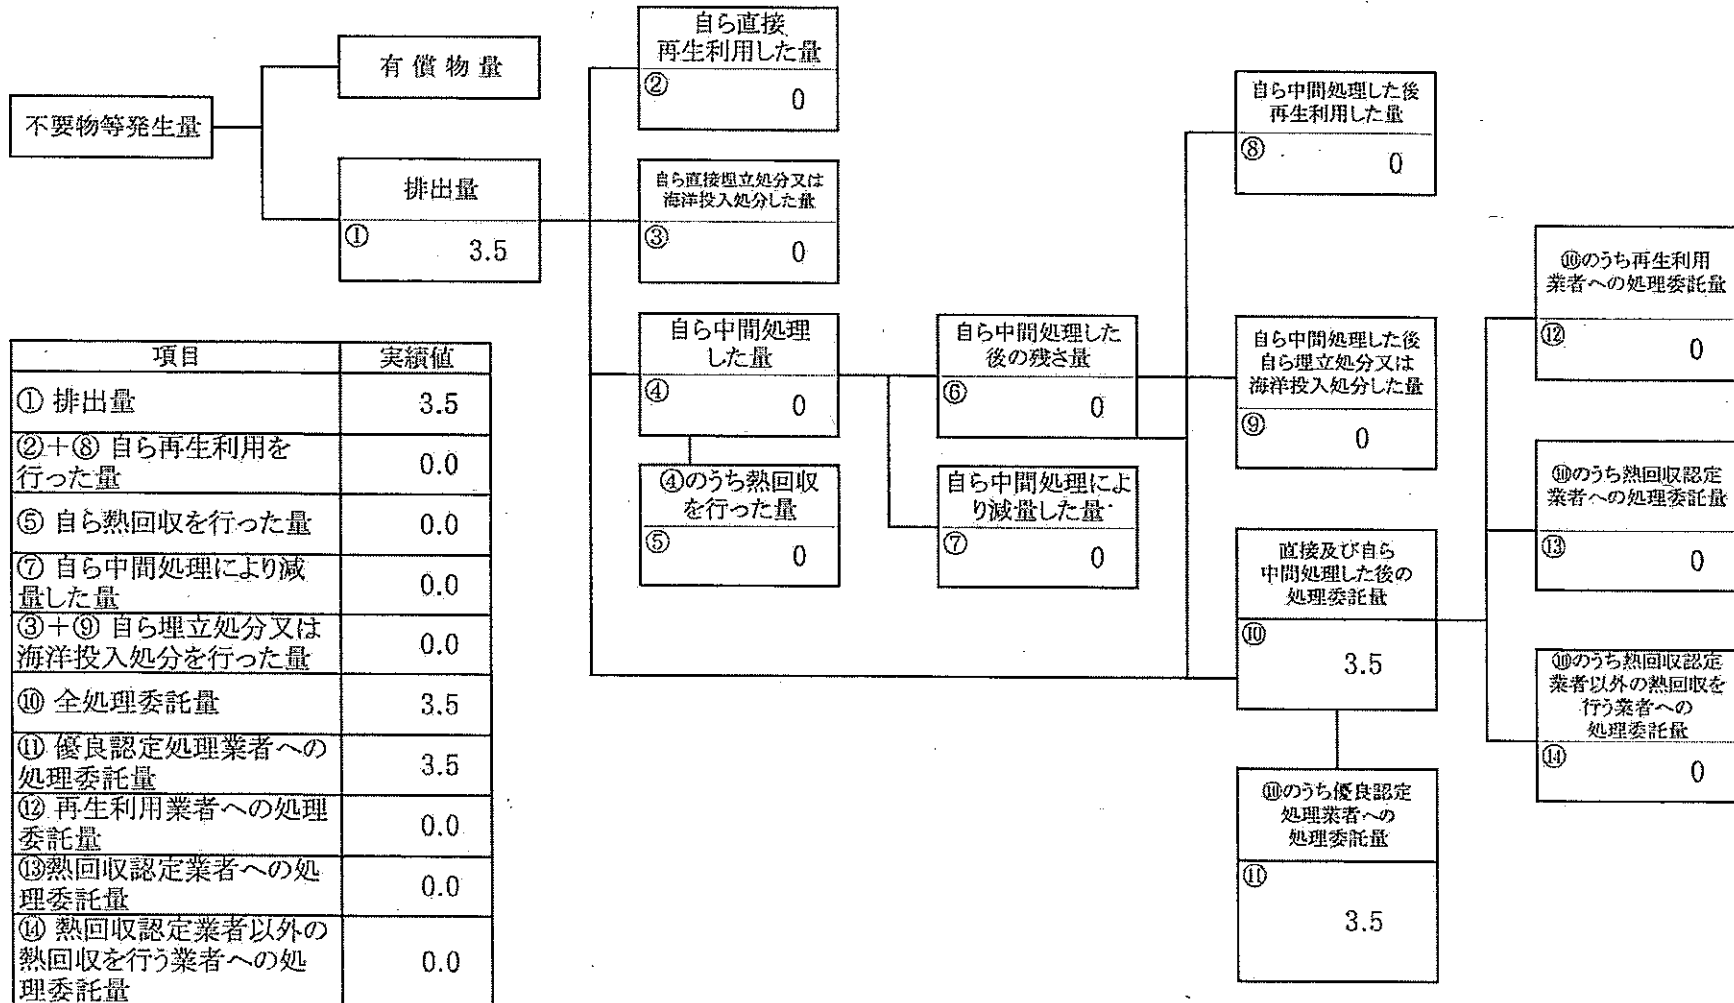 不要物等発生量
有償物量
排出量
①
3.5
自ら直接
再生利用した量
②
0
自ら直接埋立処分又は
海洋投入処分した量
③
0
自ら中間処理
した量
④
0
④のうち熱回収
を行った量
⑤
0
自ら中間処理した
後の残さ量
⑥
0
自ら中間処理によ
り減量した量
⑦
0
自ら中間処理した後
再生利用した量
⑧
0
自ら中間処理した後
自ら埋立処分又は
海洋投入処分した量
⑨
0
直接及び自ら
中間処理した後の
処理委託量
⑩
3.5
⑩のうち優良認定
処理業者への
処理委託量
⑪
3.5
⑩のうち再生利用
業者への処理委託量
⑫
0
⑩のうち熱回収認定
業者への処理委託量
⑬
0
⑩のうち熱回収認定
業者以外の熱回収を
行う業者への
処理委託量
⑭
0
項目 実績値
① 排出量 3.5
②+⑧ 自ら再生利用を
行った量 0.0
⑤ 自ら熱回収を行った量 0.0
⑦ 自ら中間処理により減
量した量 0.0
③+⑨ 自ら埋立処分又は
海洋投入処分を行った量 0.0
⑩ 全処理委託量 3.5
⑪ 優良認定処理業者への
処理委託量 3.5
⑫ 再生利用業者への処理
委託量 0.0
⑬熱回収認定業者への処
理委託量 0.0
⑭ 熱回収認定業者以外の
熱回収を行う業者への処
理委託量 0.0